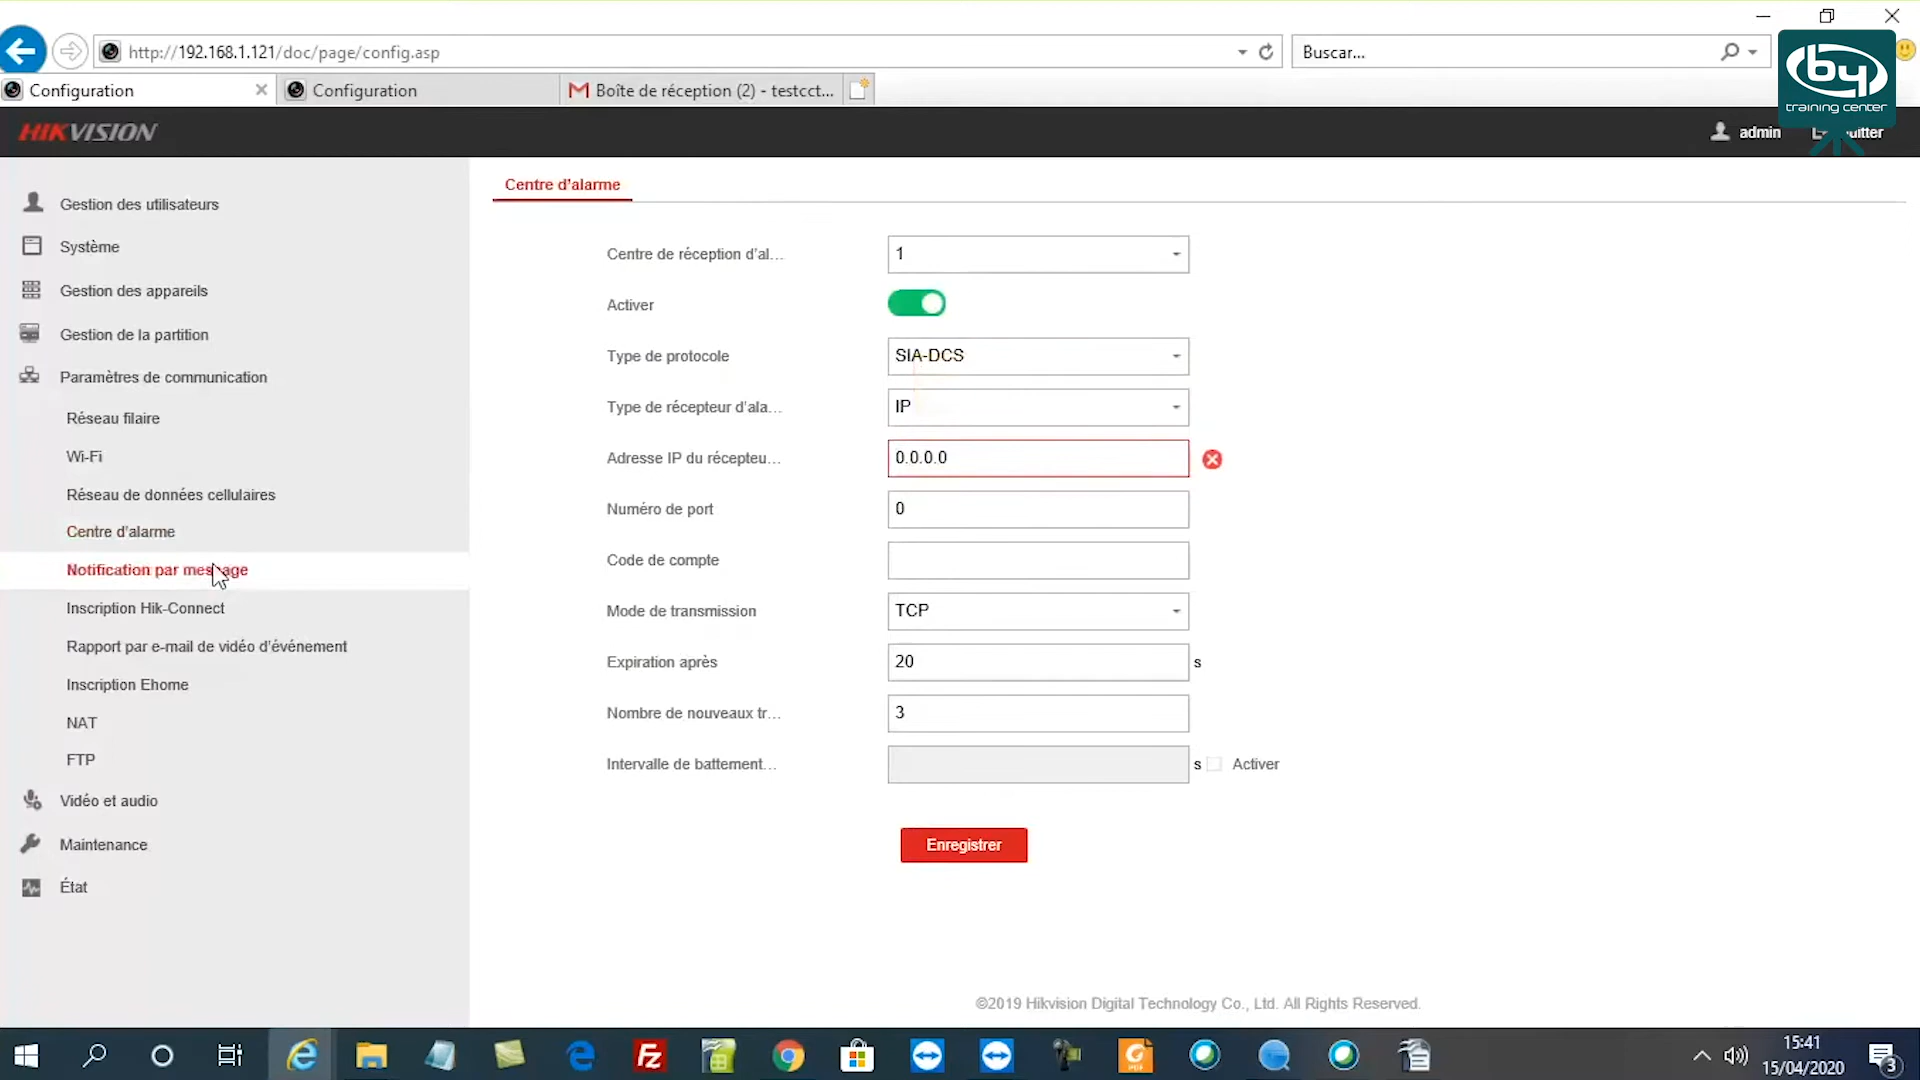 http://192.168.1.121/doc/page/config.asp
Buscar...
Configuration
Configuration
Boîte de réception (2) - testcct...
by
training center
HIKVISION
admin
uitter
Centre d'alarme
Gestion des utilisateurs
Système
Gestion des appareils
Gestion de la partition
Paramètres de communication
Réseau filaire
Wi-Fi
Réseau de données cellulaires
Centre d'alarme
Notification par message
Inscription Hik-Connect
Rapport par e-mail de vidéo d'événement
Inscription Ehome
NAT
FTP
Vidéo et audio
Maintenance
État
Centre de réception d'al... 1
Activer
Type de protocole SIA-DCS
Type de récepteur d'ala... IP
Adresse IP du récepteu... 0.0.0.0
Numéro de port 0
Code de compte
Mode de transmission TCP
Expiration après 20 s
Nombre de nouveaux tr... 3
Intervalle de battement... s Activer
Enregistrer
©2019 Hikvision Digital Technology Co., Ltd. All Rights Reserved.
15:41
15/04/2020
3